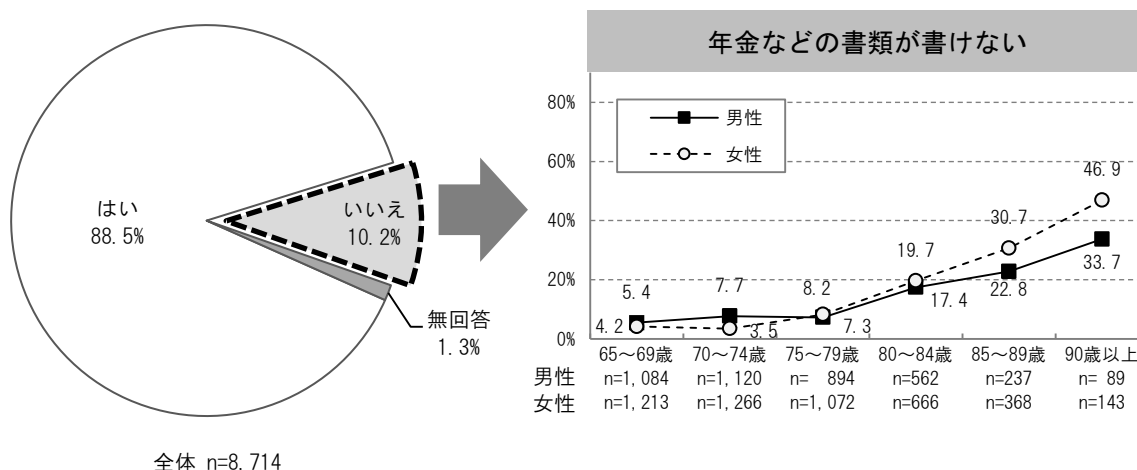 はい
88.5%
いいえ
10.2%
無回答
1.3%
全体 n=8,714
年金などの書類が書けない
80%
60%
40%
20%
0%
男性
女性
5.4
7.7
8.2
19.7
30.7
46.9
4.2
3.5
7.3
17.4
22.8
33.7
65～69歳 70～74歳 75～79歳 80～84歳 85～89歳 90歳以上
男性 n=1,084 n=1,120 n= 894 n=562 n=237 n= 89
女性 n=1,213 n=1,266 n=1,072 n=666 n=368 n=143